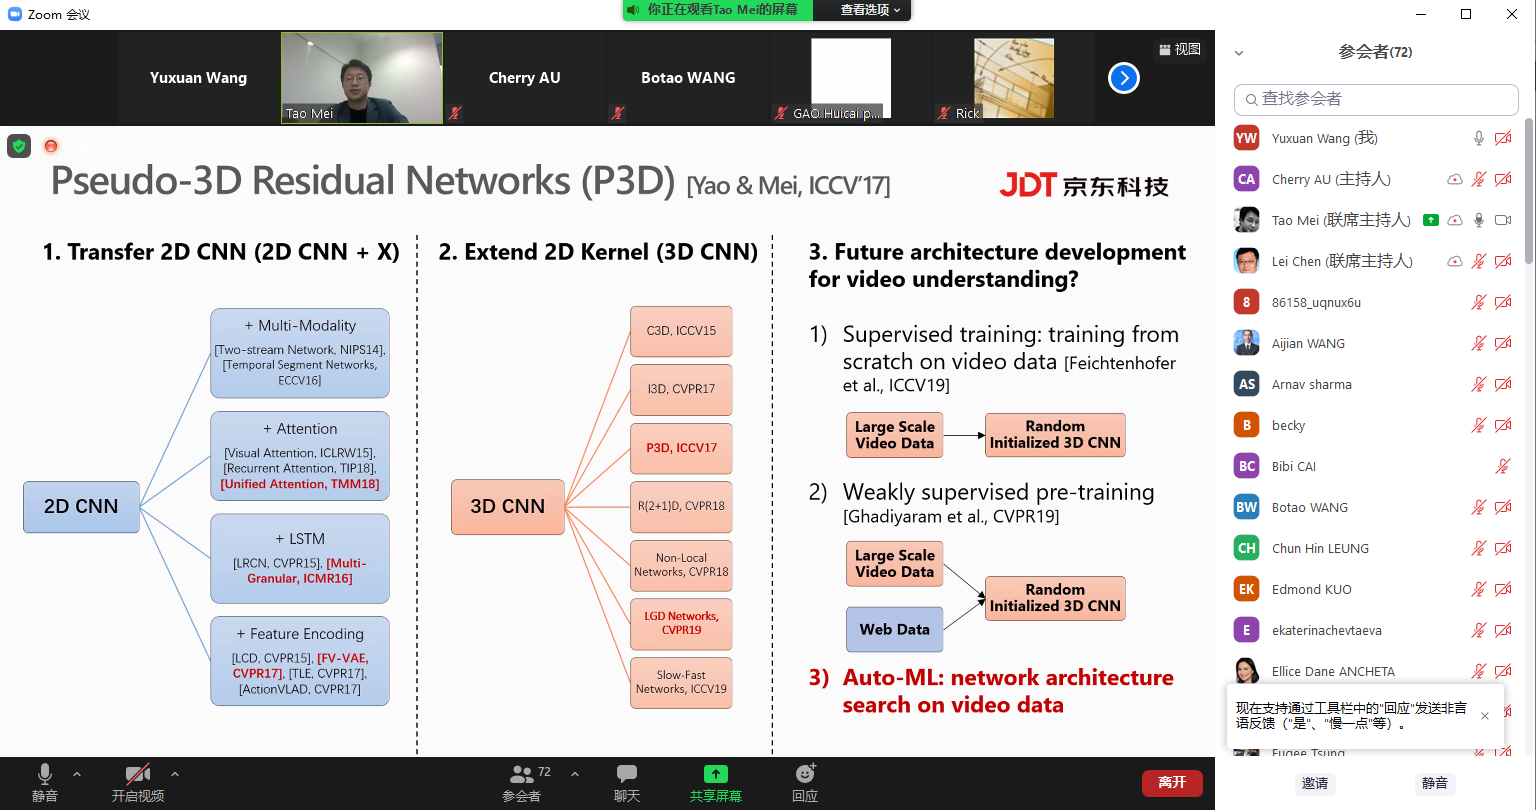 Zoom 会议
你正在观看Tao Mei的屏幕
查看选项
Yuxuan Wang
Tao Mei
Cherry AU
Botao WANG
GAO Huicai p...
Rick
视图
Pseudo-3D Residual Networks (P3D) [Yao & Mei, ICCV'17]
JDT 京东科技
1. Transfer 2D CNN (2D CNN + X)
2D CNN
+ Multi-Modality
[Two-stream Network, NIPS14],
[Temporal Segment Networks,
ECCV16]
+ Attention
[Visual Attention, ICLRW15],
[Recurrent Attention, TIP18],
[Unified Attention, TMM18]
+ LSTM
[LRCN, CVPR15], [Multi-
Granular, ICMR16]
+ Feature Encoding
[LCD, CVPR15], [FV-VAE,
CVPR17], [TLE, CVPR17],
[ActionVLAD, CVPR17]
2. Extend 2D Kernel (3D CNN)
3D CNN
C3D, ICCV15
I3D, CVPR17
P3D, ICCV17
R(2+1)D, CVPR18
Non-Local
Networks, CVPR18
LGD Networks,
CVPR19
Slow-Fast
Networks, ICCV19
3. Future architecture development
for video understanding?
1) Supervised training: training from
scratch on video data [Feichtenhofer
et al., ICCV19]
Large Scale
Video Data
Random
Initialized 3D CNN
2) Weakly supervised pre-training
[Ghadiyaram et al., CVPR19]
Large Scale
Video Data
Web Data
Random
Initialized 3D CNN
3) Auto-ML: network architecture
search on video data
静音
开启视频
72
参会者
聊天
共享屏幕
回应
离开
参会者(72)
查找参会者
YW Yuxuan Wang (我)
CA Cherry AU (主持人)
Tao Mei (联席主持人)
Lei Chen (联席主持人)
8 86158_uqnux6u
Aijian WANG
AS Arnav sharma
B becky
BC Bibi CAI
BW Botao WANG
CH Chun Hin LEUNG
EK Edmond KUO
E ekaterinachevtaeva
Ellice Dane ANCHETA
现在支持通过工具栏中的"回应"发送非言
语反馈（"是"、"慢一点"等）。
Fugee Tsung
邀请
静音